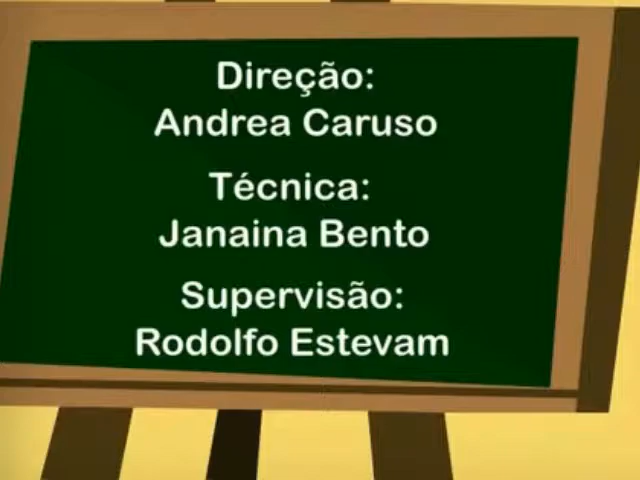 Direção:
Andrea Caruso
Técnica:
Janaina Bento
Supervisão:
Rodolfo Estevam